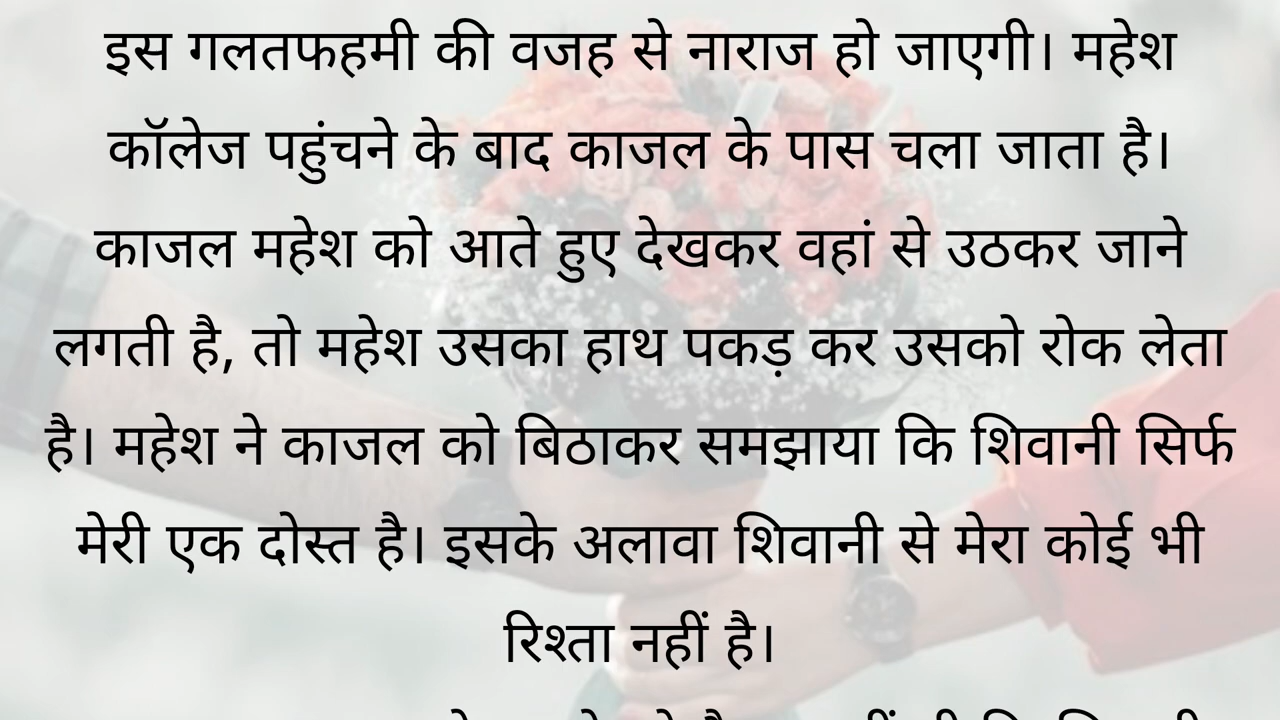 इस गलतफहमी की वजह से नाराज हो जाएगी। महेश
कॉलेज पहुंचने के बाद काजल के पास चला जाता है।
काजल महेश को आते हुए देखकर वहां से उठकर जाने
लगती है, तो महेश उसका हाथ पकड़ कर उसको रोक लेता
है। महेश ने काजल को बिठाकर समझाया कि शिवानी सिर्फ
मेरी एक दोस्त है। इसके अलावा शिवानी से मेरा कोई भी
रिश्ता नहीं है।